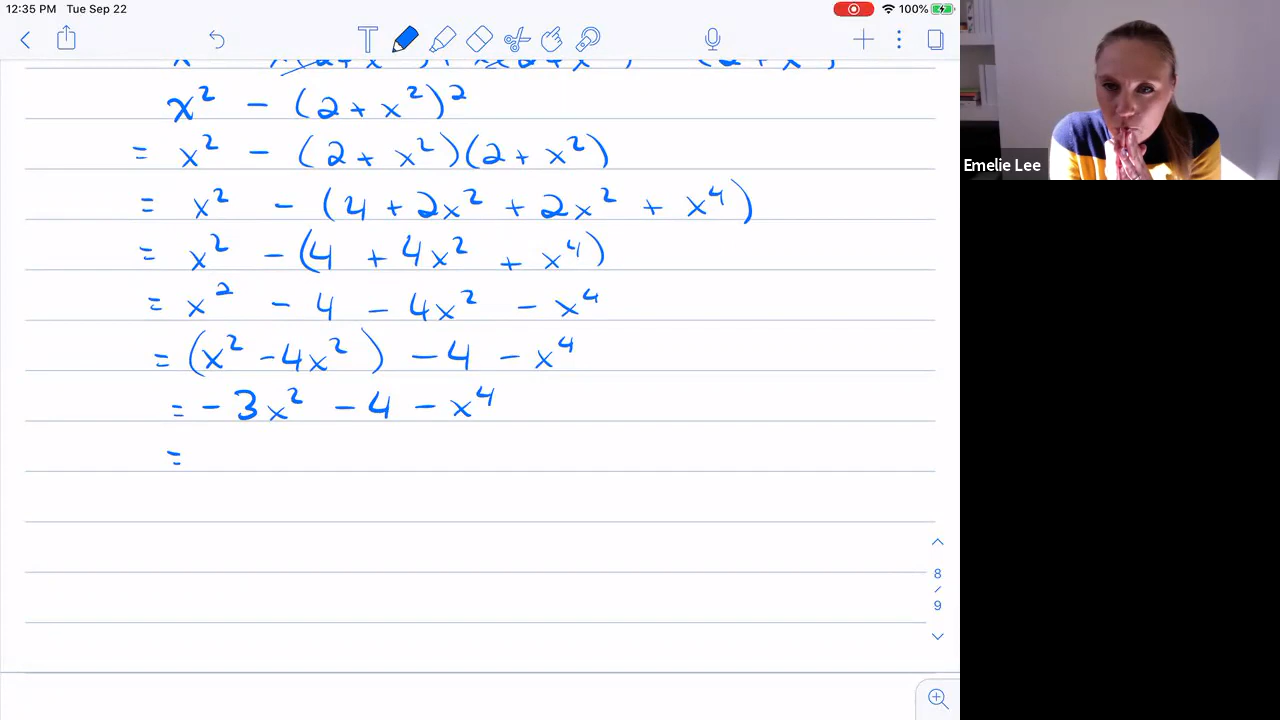 12:35 PM Tue Sep 22
100%
x² - (2 + x²)²
= x² - (2 + x²)(2 + x²)
= x² - (4 + 2x² + 2x² + x⁴)
= x² - (4 + 4x² + x⁴)
= x² - 4 - 4x² - x⁴
= (x² - 4x²) - 4 - x⁴
= -3x² - 4 - x⁴
=
8
/
9
Emelie Lee